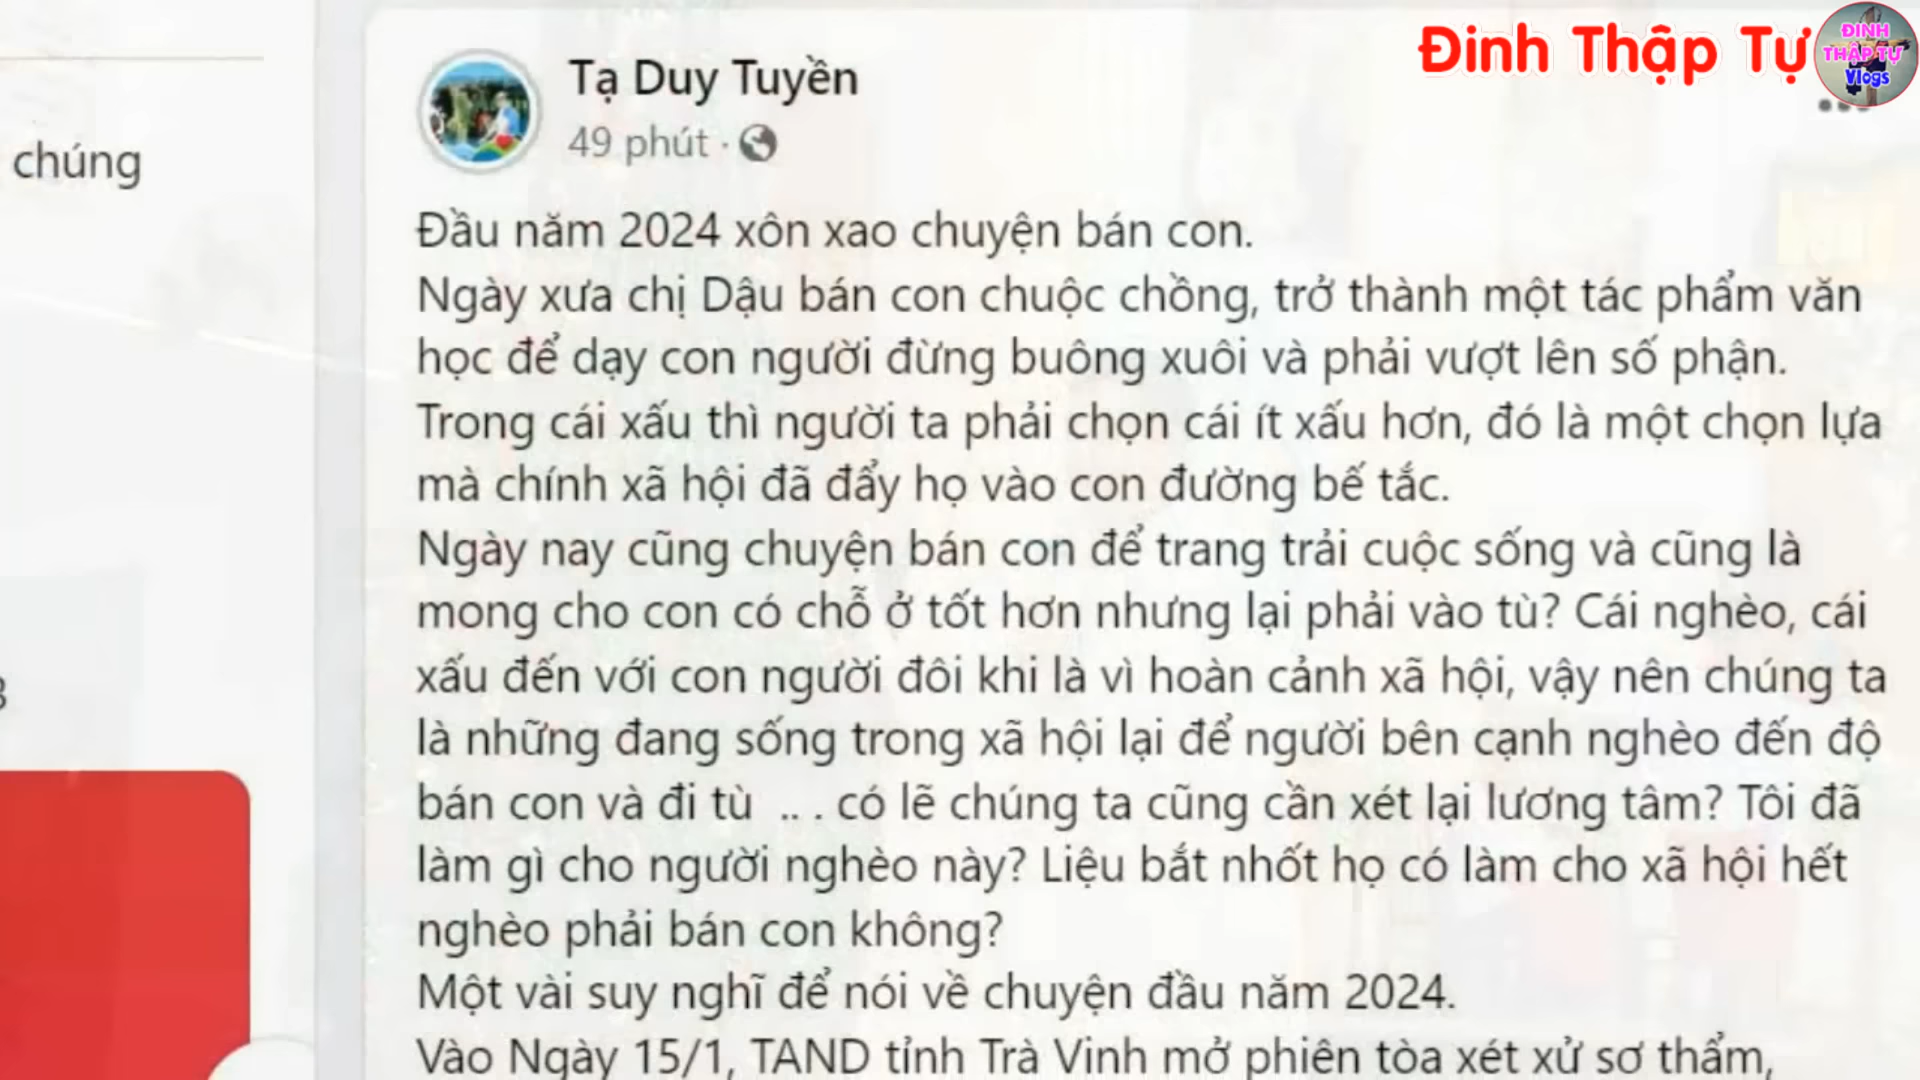 Đinh Thập Tự
ĐINH
THẬP TỰ
Vlogs
chúng
Tạ Duy Tuyền
49 phút ·
Đầu năm 2024 xôn xao chuyện bán con.
Ngày xưa chị Dậu bán con chuộc chồng, trở thành một tác phẩm văn
học để dạy con người đừng buông xuôi và phải vượt lên số phận.
Trong cái xấu thì người ta phải chọn cái ít xấu hơn, đó là một chọn lựa
mà chính xã hội đã đẩy họ vào con đường bế tắc.
Ngày nay cũng chuyện bán con để trang trải cuộc sống và cũng là
mong cho con có chỗ ở tốt hơn nhưng lại phải vào tù? Cái nghèo, cái
xấu đến với con người đôi khi là vì hoàn cảnh xã hội, vậy nên chúng ta
là những đang sống trong xã hội lại để người bên cạnh nghèo đến độ
bán con và đi tù .. . có lẽ chúng ta cũng cần xét lại lương tâm? Tôi đã
làm gì cho người nghèo này? Liệu bắt nhốt họ có làm cho xã hội hết
nghèo phải bán con không?
Một vài suy nghĩ để nói về chuyện đầu năm 2024.
Vào Ngày 15/1, TAND tỉnh Trà Vinh mở phiên tòa xét xử sơ thẩm,